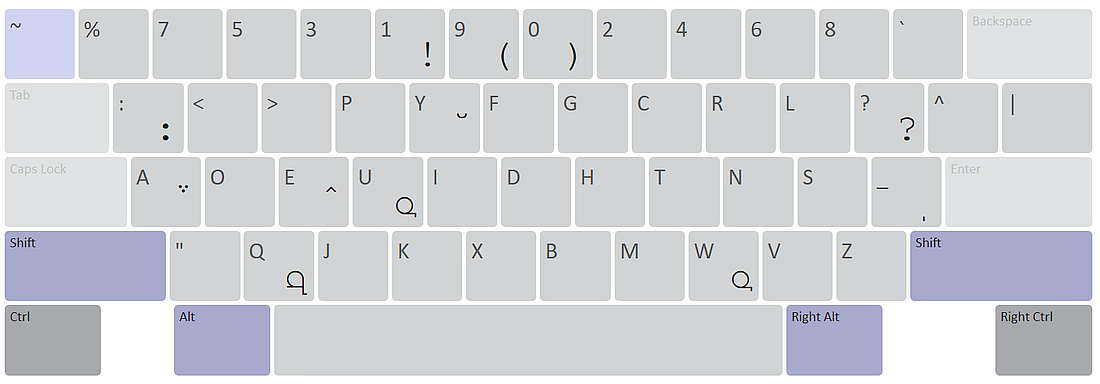 ~ % 7 5 3 1 ! 9 ( 0 ) 2 4 6 8 ` Backspace
Tab : : < > P Y ˬ F G C R L ? ? ^ |
Caps Lock A O E ‸ U I D H T N S _ ˌ Enter
Shift " Q J K X B M W V Z Shift
Ctrl Alt Right Alt Right Ctrl